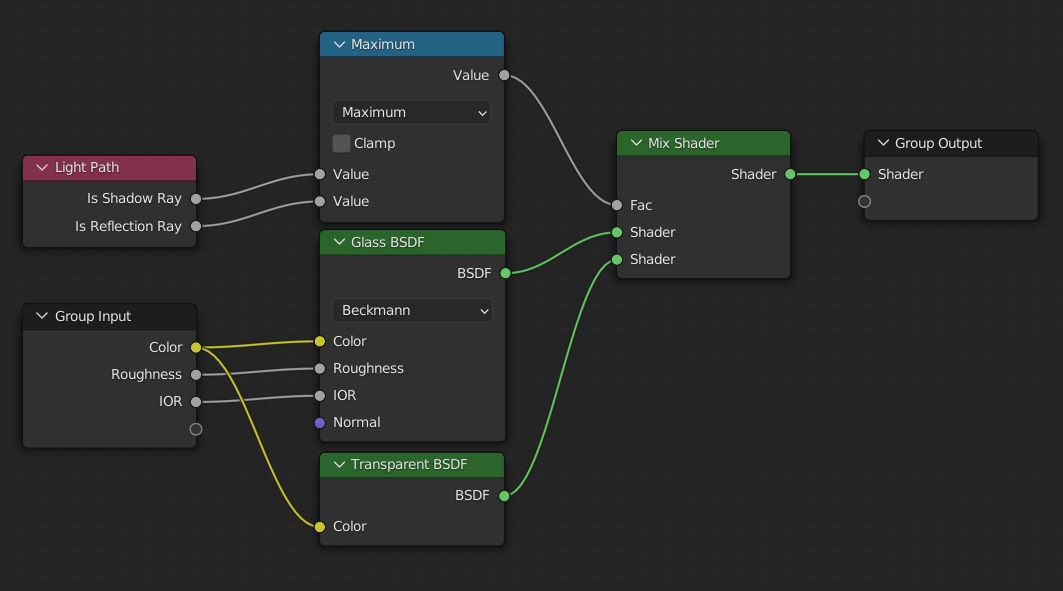 Maximum
Value
Maximum
Clamp
Value
Value
Light Path
Is Shadow Ray
Is Reflection Ray
Glass BSDF
BSDF
Beckmann
Color
Roughness
IOR
Normal
Group Input
Color
Roughness
IOR
Transparent BSDF
BSDF
Color
Mix Shader
Shader
Fac
Shader
Shader
Group Output
Shader